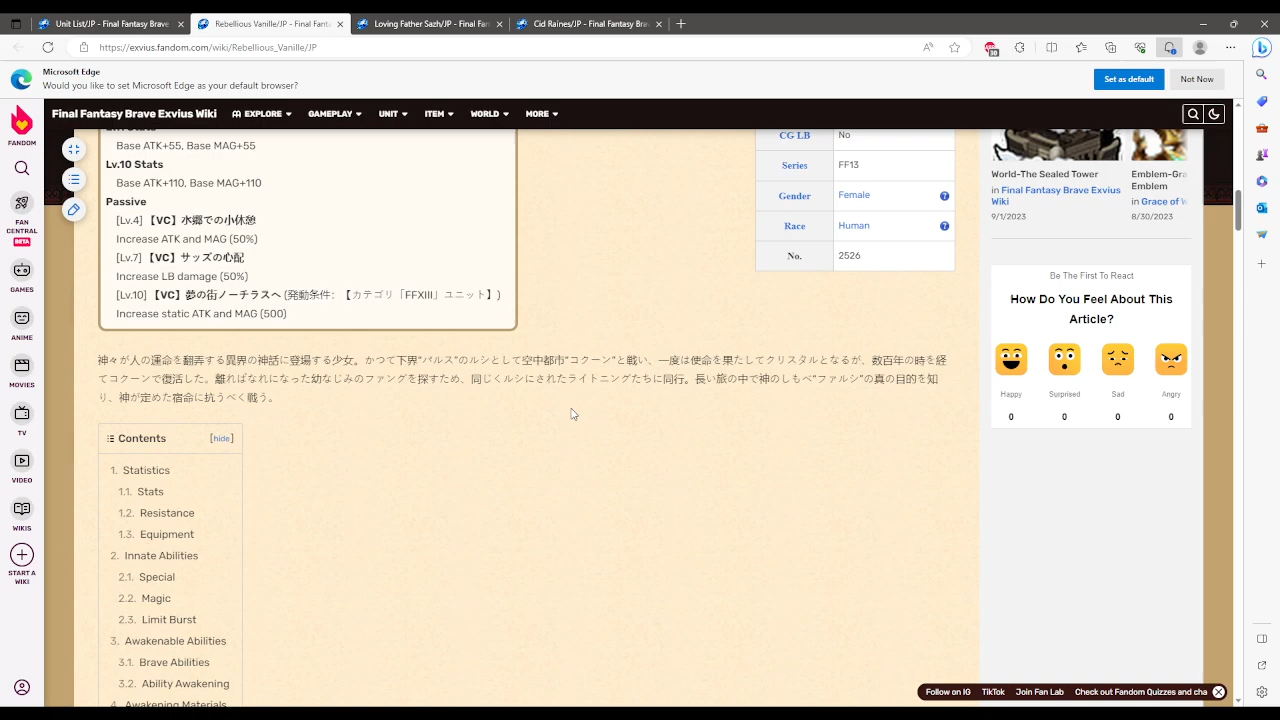 Unit List/JP - Final Fantasy Brave
Rebellious Vanille/JP - Final Fant
Loving Father Sazh/JP - Final Fan
Cid Raines/JP - Final Fantasy Brav
https://exvius.fandom.com/wiki/Rebellious_Vanille/JP
Microsoft Edge
Would you like to set Microsoft Edge as your default browser?
Set as default
Not Now
FANDOM
CENTRAL
BETA
GAMES
ANIME
MOVIES
TV
VIDEO
WIKIS
START A
WIKI
Final Fantasy Brave Exvius Wiki
EXPLORE
GAMEPLAY
UNIT
ITEM
WORLD
MORE
Base ATK+55, Base MAG+55
Lv.10 Stats
Base ATK+110, Base MAG+110
Passive
[Lv.4] 【VC】水郷での小休憩
Increase ATK and MAG (50%)
[Lv.7] 【VC】サッズの心配
Increase LB damage (50%)
[Lv.10] 【VC】夢の街ノーチラスへ (発動条件：【カテゴリ「FFXIII」ユニット】)
Increase static ATK and MAG (500)
CG LB No
Series FF13
Gender Female
Race Human
No. 2526
神々が人の運命を翻弄する異界の神話に登場する少女。かつて下界“パルス”のルシとして空中都市“コクーン”と戦い、一度は使命を果たしてクリスタルとなるが、数百年の時を経
てコクーンで復活した。離ればなれになった幼なじみのファングを探すため、同じくルシにされたライトニングたちに同行。長い旅の中で神のしもべ“ファルシ”の真の目的を知
り、神が定めた宿命に抗うべく戦う。
Contents [hide]
1. Statistics
1.1. Stats
1.2. Resistance
1.3. Equipment
2. Innate Abilities
2.1. Special
2.2. Magic
2.3. Limit Burst
3. Awakenable Abilities
3.1. Brave Abilities
3.2. Ability Awakening
4. Awakening Materials
World-The Sealed Tower
in Final Fantasy Brave Exvius
Wiki
9/1/2023
Emblem-Gra
Emblem
in Grace of W
8/30/2023
Be The First To React
How Do You Feel About This
Article?
Happy Surprised Sad Angry
0 0 0 0
Follow on IG TikTok Join Fan Lab Check out Fandom Quizzes and cha